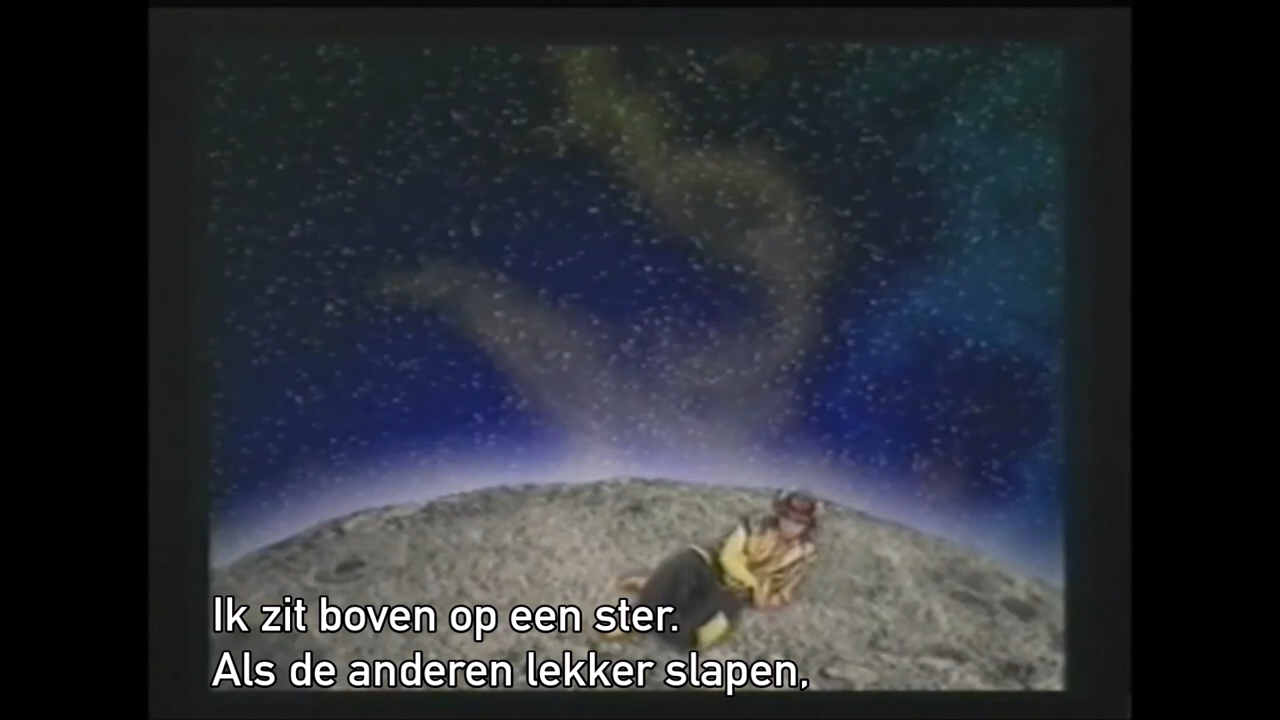 Ik zit boven op een ster.
Als de anderen lekker slapen,